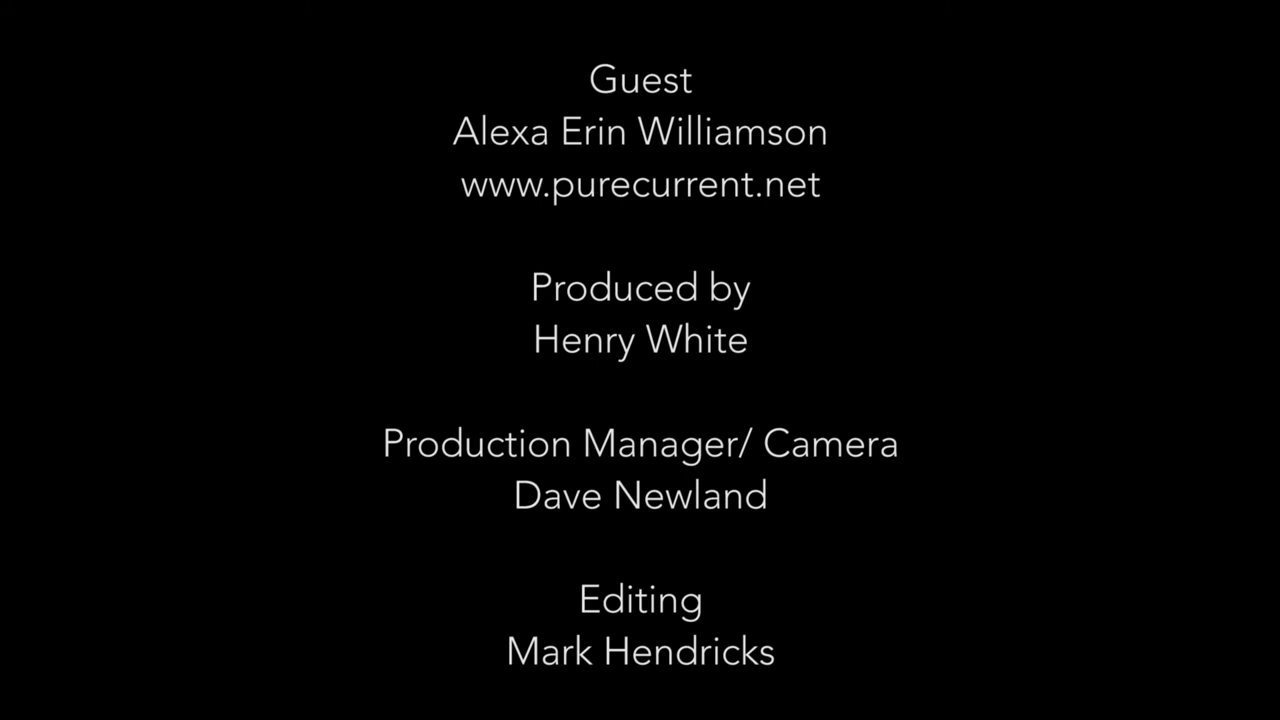 Guest
Alexa Erin Williamson
www.purecurrent.net
Produced by
Henry White
Production Manager/ Camera
Dave Newland
Editing
Mark Hendricks